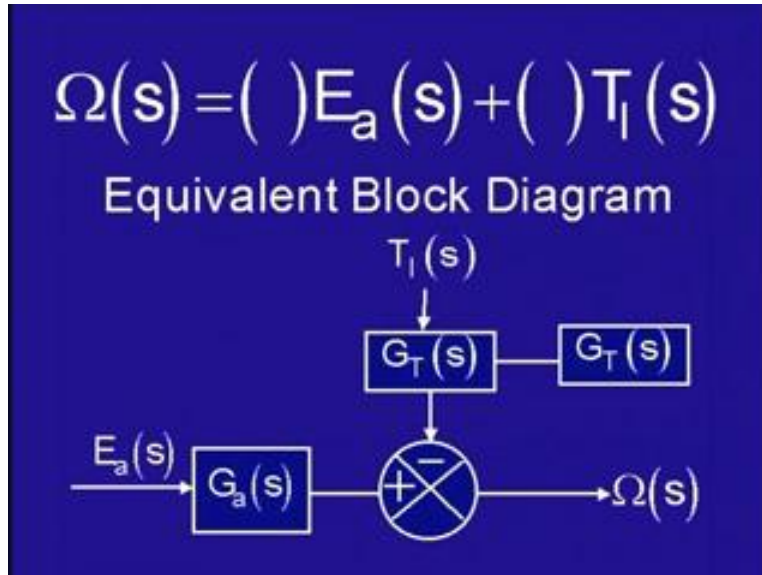 Ω(s)=( )Eₐ(s)+( )Tₗ(s)
Equivalent Block Diagram
Tₗ(s)
G_T(s) G_T(s)
Eₐ(s)
Gₐ(s) + − Ω(s)